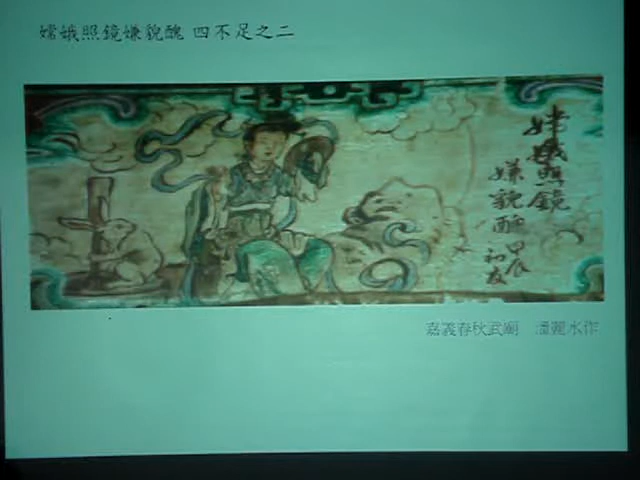 嫦娥照鏡嫌貌醜 四不足之二
嫦娥照鏡
嫌貌醜
甲辰
嘉義春秋武廟 潘麗水作